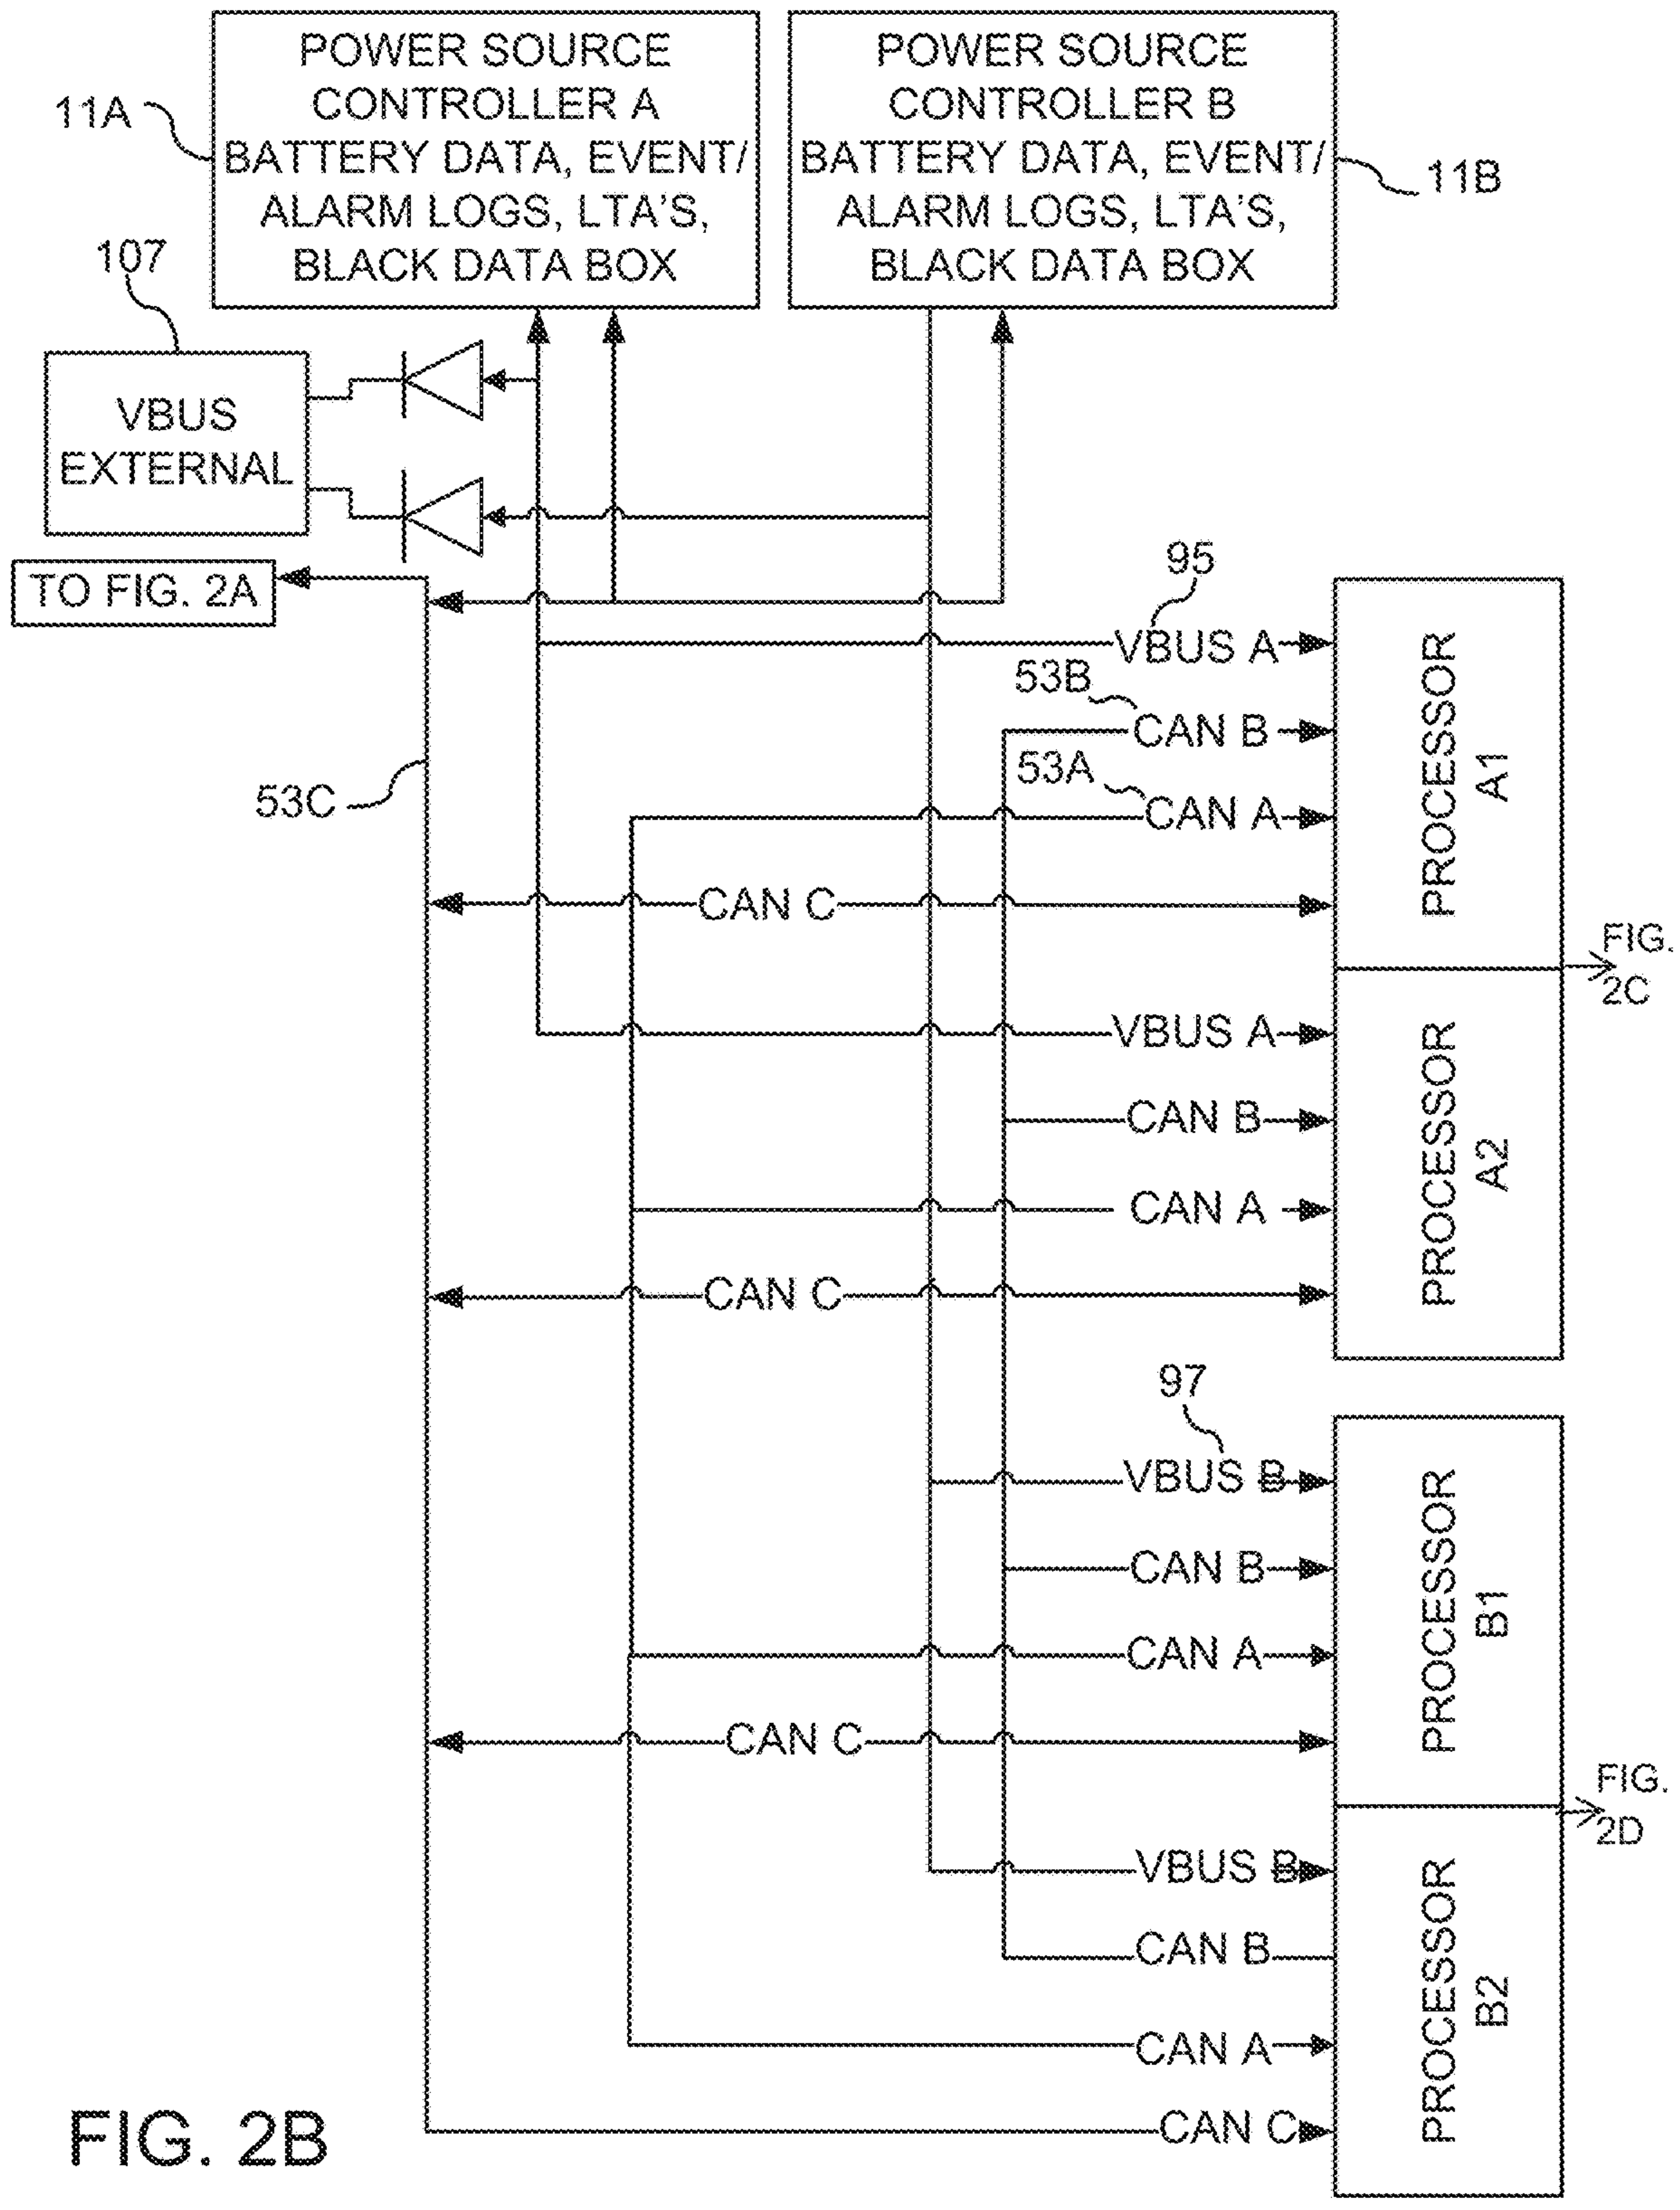 POWER SOURCE
CONTROLLER A
BATTERY DATA, EVENT/
ALARM LOGS, LTA'S,
BLACK DATA BOX
POWER SOURCE
CONTROLLER B
BATTERY DATA, EVENT/
ALARM LOGS, LTA'S,
BLACK DATA BOX
11A
11B
107
VBUS
EXTERNAL
TO FIG. 2A
95
VBUS A
53B
CAN B
53A
CAN A
53C
CAN C
PROCESSOR
A1
FIG.
2C
VBUS A
CAN B
CAN A
CAN C
PROCESSOR
A2
97
VBUS B
CAN B
CAN A
CAN C
PROCESSOR
B1
FIG.
2D
VBUS B
CAN B
CAN A
CAN C
PROCESSOR
B2
FIG. 2B